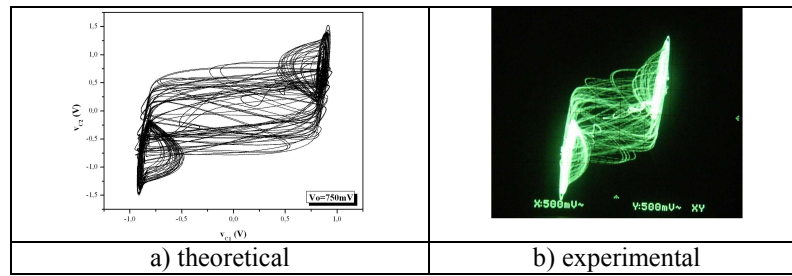 1,5
1,0
0,5
0,0
-0,5
-1,0
-1,5
v_C2 (V)
Vo=750mV
-1,0 -0,5 0,0 0,5 1,0
v_C1 (V)
X:500mV~ Y:500mV~ XY
a) theoretical
b) experimental